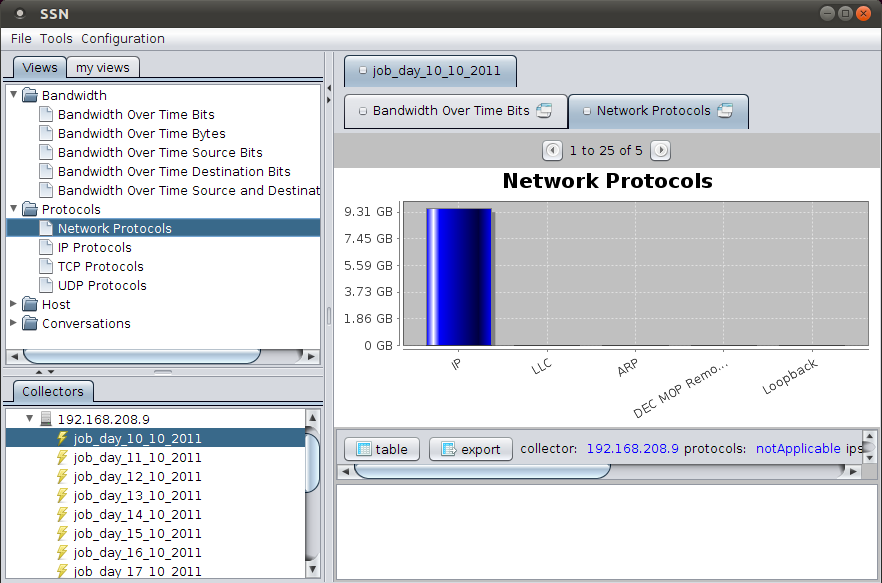 SSN
File Tools Configuration
Views my views
Bandwidth
Bandwidth Over Time Bits
Bandwidth Over Time Bytes
Bandwidth Over Time Source Bits
Bandwidth Over Time Destination Bits
Bandwidth Over Time Source and Destinat
Protocols
Network Protocols
IP Protocols
TCP Protocols
UDP Protocols
Host
Conversations
Collectors
192.168.208.9
job_day_10_10_2011
job_day_11_10_2011
job_day_12_10_2011
job_day_13_10_2011
job_day_14_10_2011
job_day_15_10_2011
job_day_16_10_2011
job_day_17_10_2011
job_day_10_10_2011
Bandwidth Over Time Bits Network Protocols
1 to 25 of 5
Network Protocols
9.31 GB
7.45 GB
5.59 GB
3.73 GB
1.86 GB
0 GB
IP LLC ARP DEC MOP Remo... Loopback
table export collector: 192.168.208.9 protocols: notApplicable ips